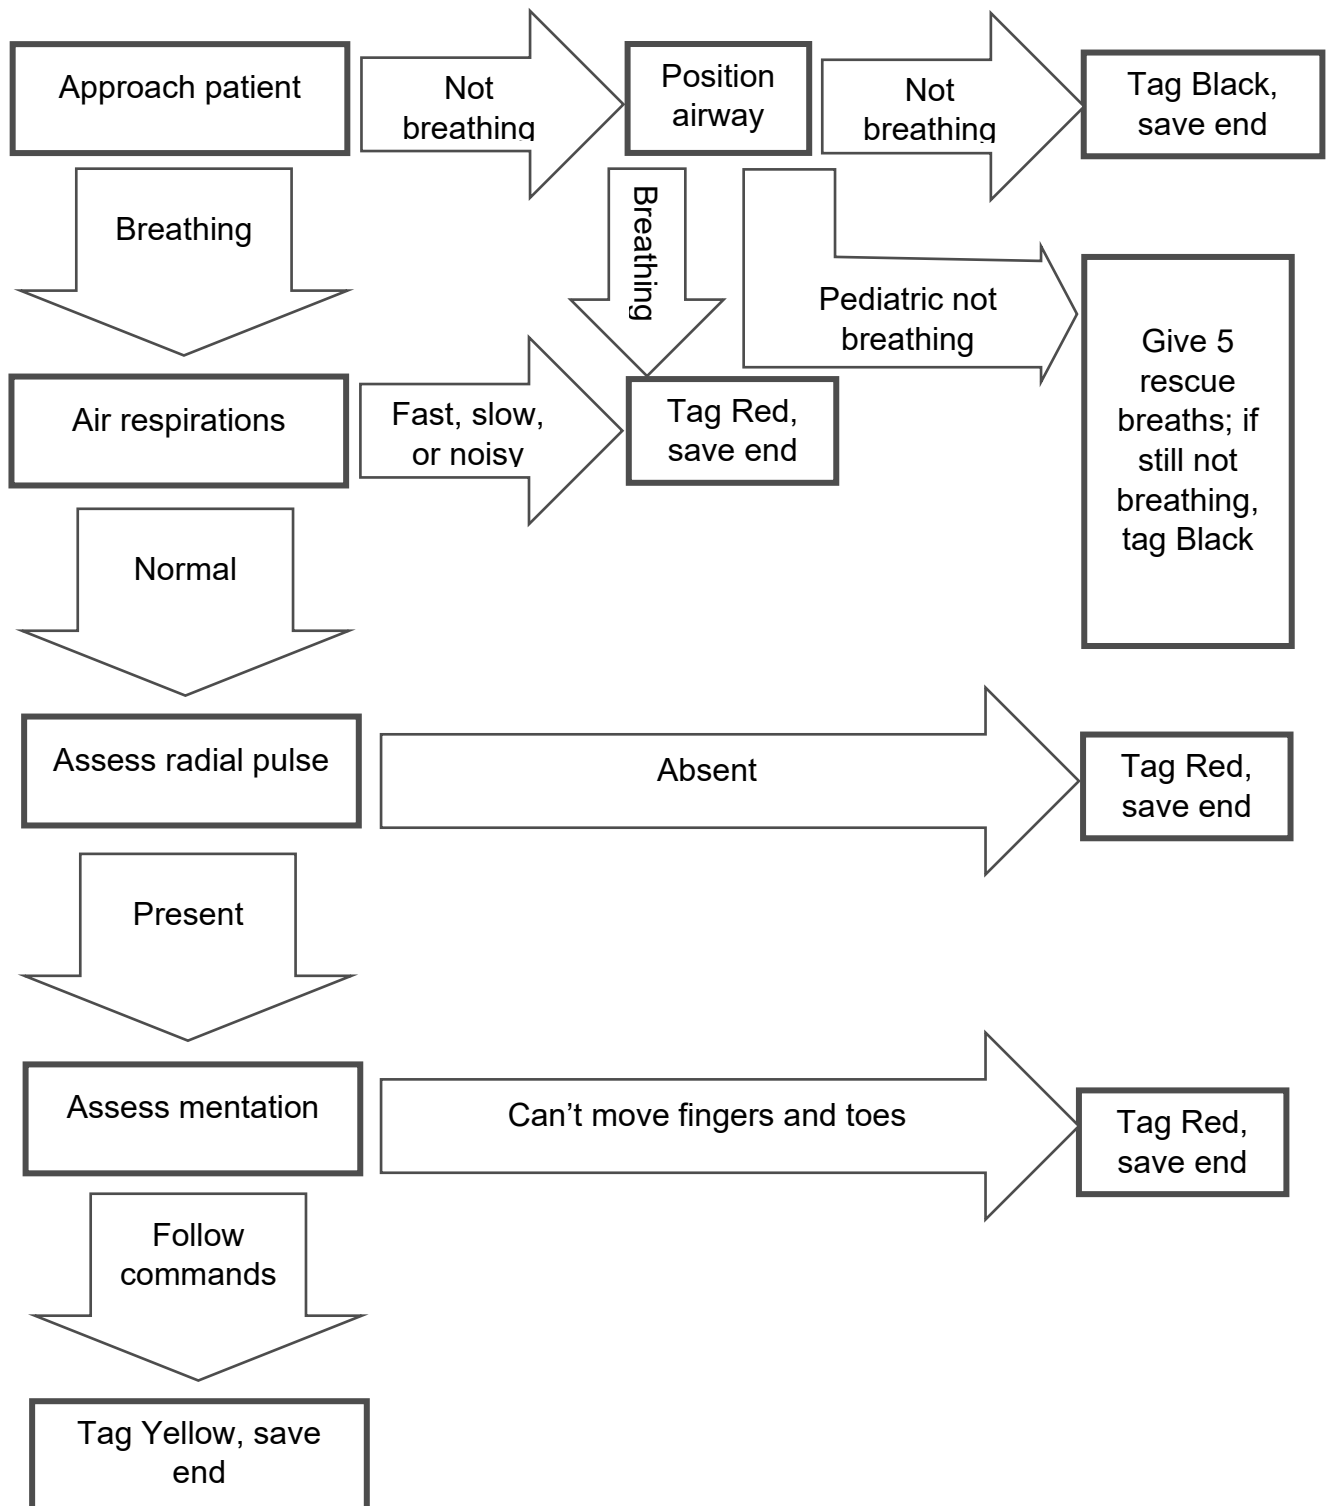 Approach patient
Not
breathing
Position
airway
Not
breathing
Tag Black,
save end
Breathing
Breathing
Pediatric not
breathing
Give 5
rescue
breaths; if
still not
breathing,
tag Black
Air respirations
Fast, slow,
or noisy
Tag Red,
save end
Normal
Assess radial pulse
Absent
Tag Red,
save end
Present
Assess mentation
Can’t move fingers and toes
Tag Red,
save end
Follow
commands
Tag Yellow, save
end